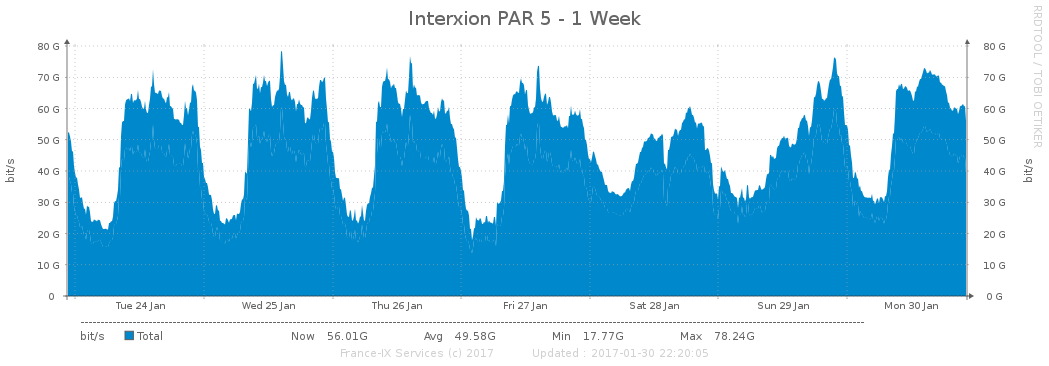 Interxion PAR 5 - 1 Week
RRDTOOL / TOBI OETIKER
80 G 80 G
70 G 70 G
60 G 60 G
50 G 50 G
40 G 40 G
30 G 30 G
20 G 20 G
10 G 10 G
0 0 G
bit/s
bit/s
Tue 24 Jan Wed 25 Jan Thu 26 Jan Fri 27 Jan Sat 28 Jan Sun 29 Jan Mon 30 Jan
bit/s Total Now 56.01G Avg 49.58G Min 17.77G Max 78.24G
France-IX Services (c) 2017 Updated : 2017-01-30 22:20:05